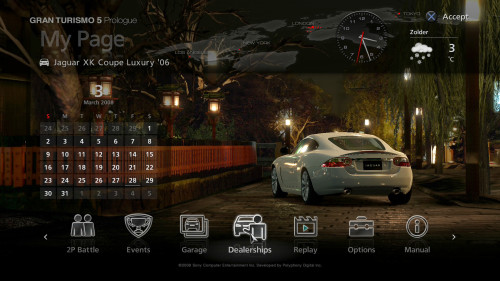 GRAN TURISMO 5 Prologue
My Page
Jaguar XK Coupe Luxury '06
LONDON
NEW YORK
TOKYO
Accept
Zolder
3
°C
3
March 2008
S M T W T F S
24 25 26 27 28 29 1
2 3 4 5 6 7 8
9 10 11 12 13 14 15
16 17 18 19 20 21 22
23 24 25 26 27 28 29
30 31 1 2 3 4 5
JAGUAR
2P Battle
Events
Garage
Dealerships
Replay
Options
Manual
©2008 Sony Computer Entertainment Inc. Developed by Polyphony Digital Inc.